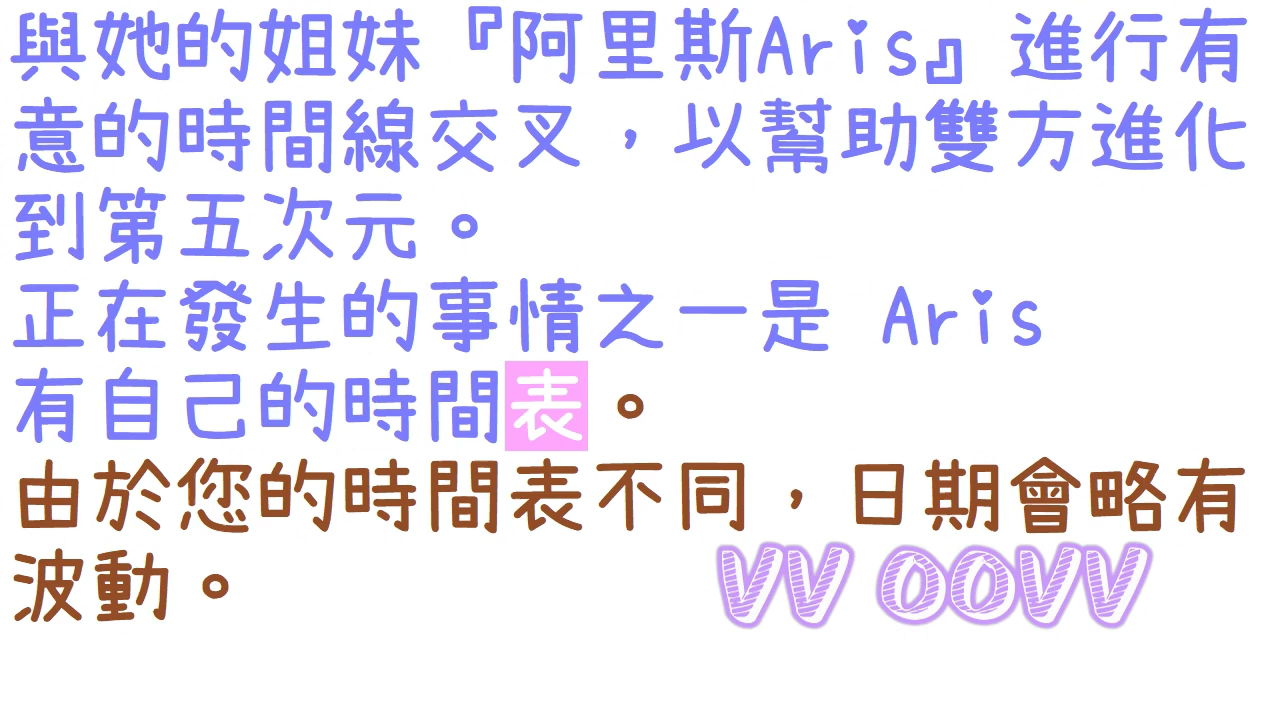 與她的姐妹『阿里斯Aris』進行有
意的時間線交叉，以幫助雙方進化
到第五次元。
正在發生的事情之一是 Aris
有自己的時間表。
由於您的時間表不同，日期會略有
波動。
VV OOVV